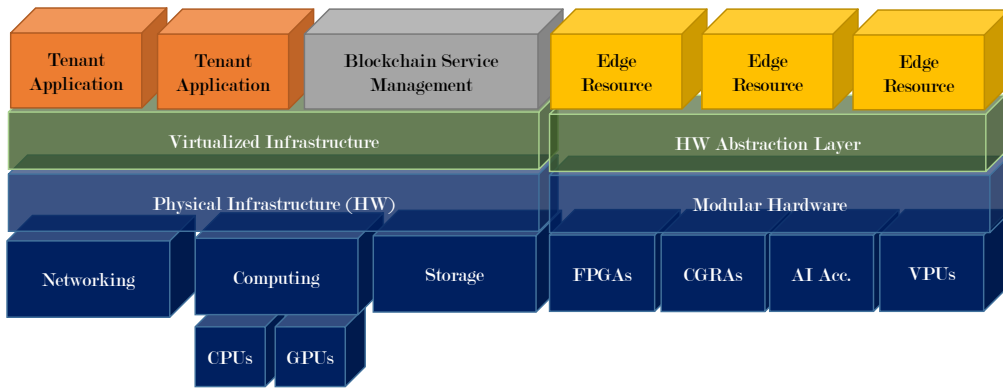 Tenant
Application
Tenant
Application
Blockchain Service
Management
Edge
Resource
Edge
Resource
Edge
Resource
Virtualized Infrastructure
HW Abstraction Layer
Physical Infrastructure (HW)
Modular Hardware
Networking
Computing
Storage
FPGAs
CGRAs
AI Acc.
VPUs
CPUs
GPUs